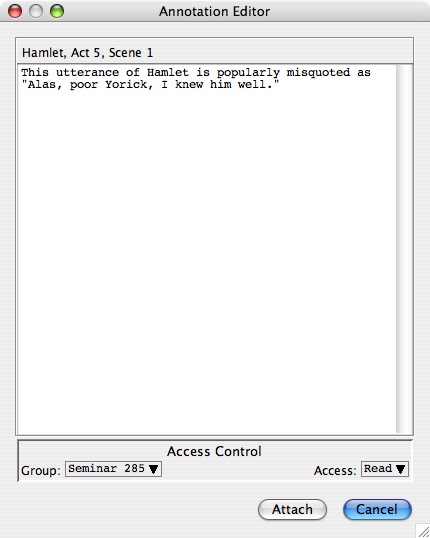 Annotation Editor
Hamlet, Act 5, Scene 1
This utterance of Hamlet is popularly misquoted as
"Alas, poor Yorick, I knew him well."
Access Control
Group: Seminar 285 Access: Read
Attach Cancel